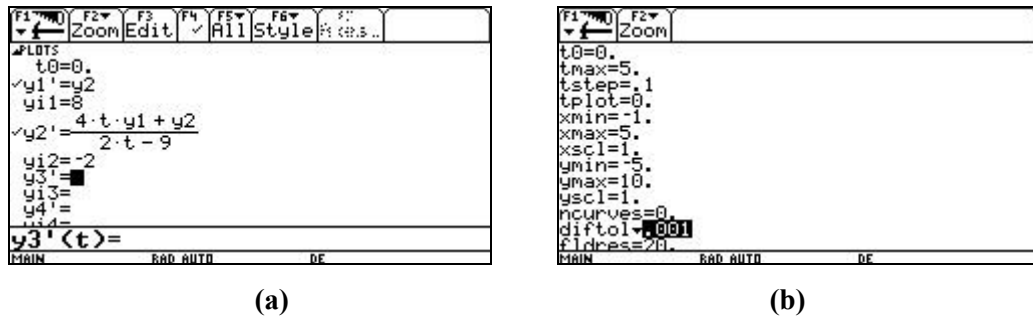 F1 F2 F3 F4 F5 F6
Zoom Edit ✓ All Style
PLOTS
t0=0.
✓y1'=y2
yi1=8
✓y2'=4·t·y1+y2
2·t-9
yi2=-2
y3'=
yi3=
y4'=
yi4=
y3'(t)=
MAIN RAD AUTO DE
(a)
F1 F2
Zoom
t0=0.
tmax=5.
tstep=.1
tplot=0.
xmin=-1.
xmax=5.
xscl=1.
ymin=-5.
ymax=10.
yscl=1.
ncurves=0.
diftol=.001
fldres=20.
MAIN RAD AUTO DE
(b)